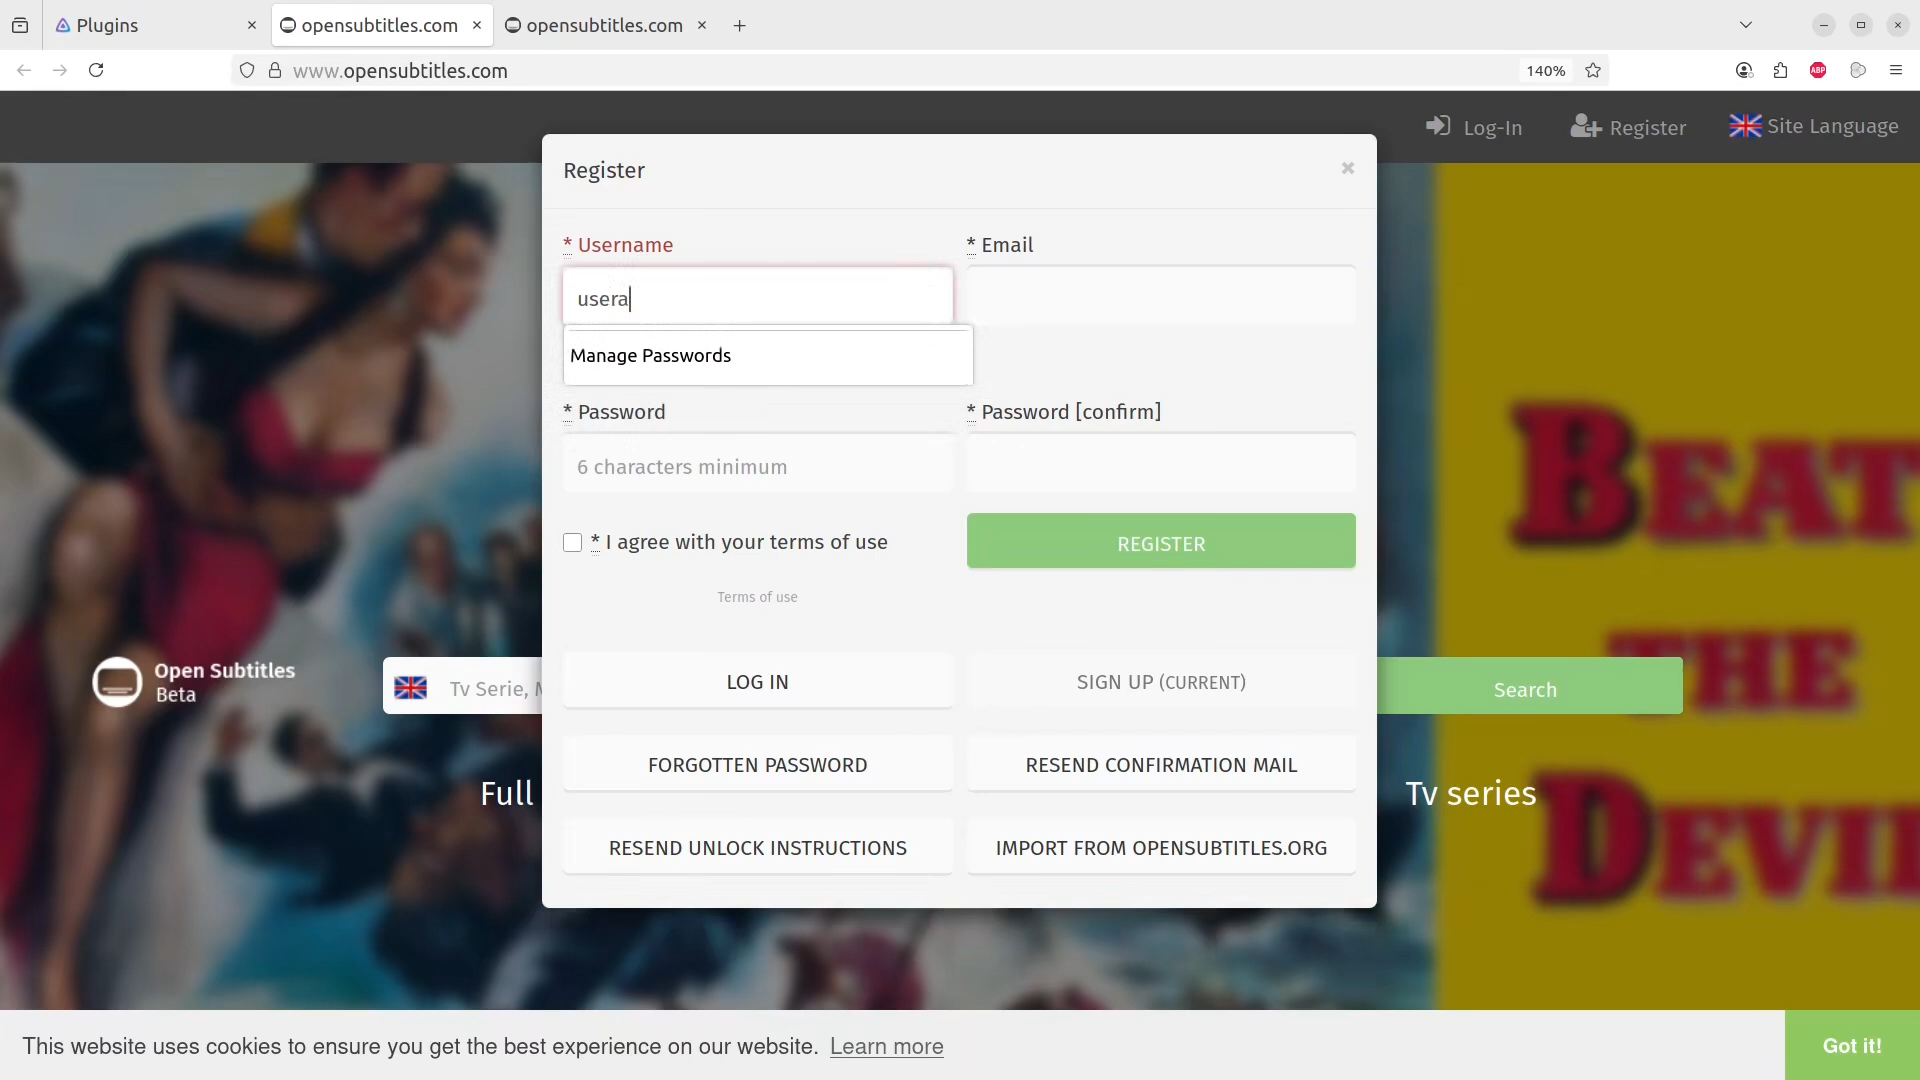 Plugins
opensubtitles.com
opensubtitles.com
www.opensubtitles.com
140%
ABP
Log-In
Register
Site Language
Register
* Username
* Email
usera
Manage Passwords
* Password
* Password [confirm]
6 characters minimum
* I agree with your terms of use
REGISTER
Terms of use
LOG IN
SIGN UP (CURRENT)
FORGOTTEN PASSWORD
RESEND CONFIRMATION MAIL
RESEND UNLOCK INSTRUCTIONS
IMPORT FROM OPENSUBTITLES.ORG
Open Subtitles
Beta
Tv Serie,
Search
Full
Tv series
BEAT
THE
DEVIL
This website uses cookies to ensure you get the best experience on our website. Learn more
Got it!